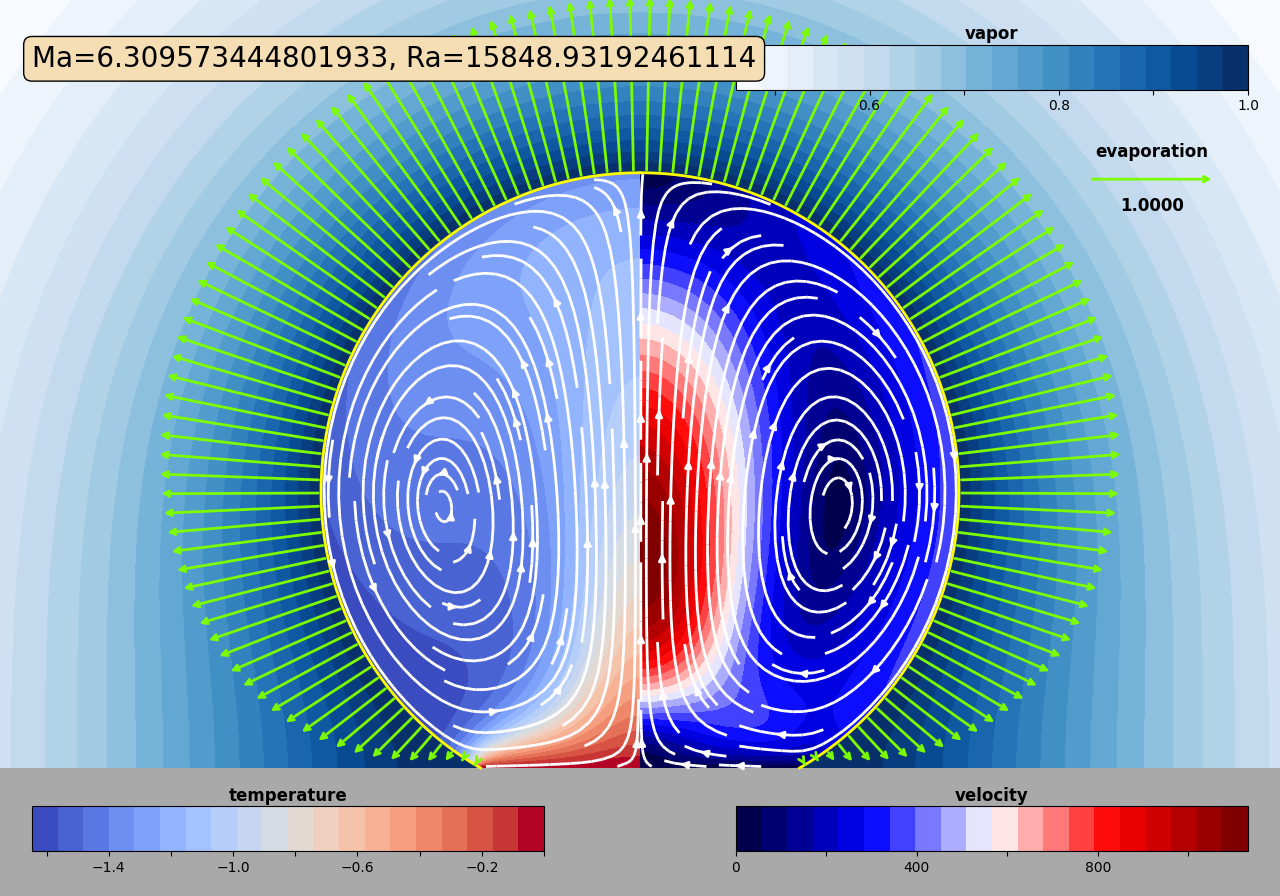 vapor
Ma=6.309573444801933, Ra=15848.93192461114
0.6 0.8 1.0
evaporation
1.0000
temperature velocity
−1.4 −1.0 −0.6 −0.2 0 400 800